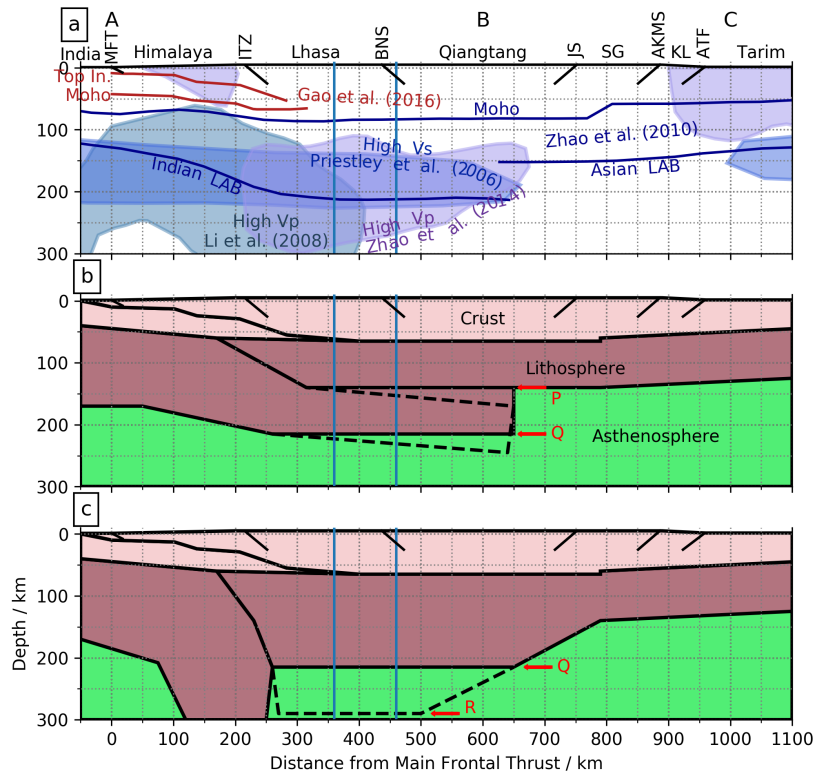 a
A
B
C
India
MFT
Himalaya
ITZ
Lhasa
BNS
Qiangtang
JS
SG
AKMS
KL
ATF
Tarim
0
Top In.
Moho
Gao et al. (2016)
Moho
100
High Vs
Priestley et al. (2006)
Zhao et al. (2010)
Indian LAB
Asian LAB
200
High Vp
Li et al. (2008)
High Vp
Zhao et al. (2014)
300
b
0
Crust
100
Lithosphere
P
200
Q
Asthenosphere
300
c
0
Depth / km
100
200
Q
R
300
0 100 200 300 400 500 600 700 800 900 1000 1100
Distance from Main Frontal Thrust / km